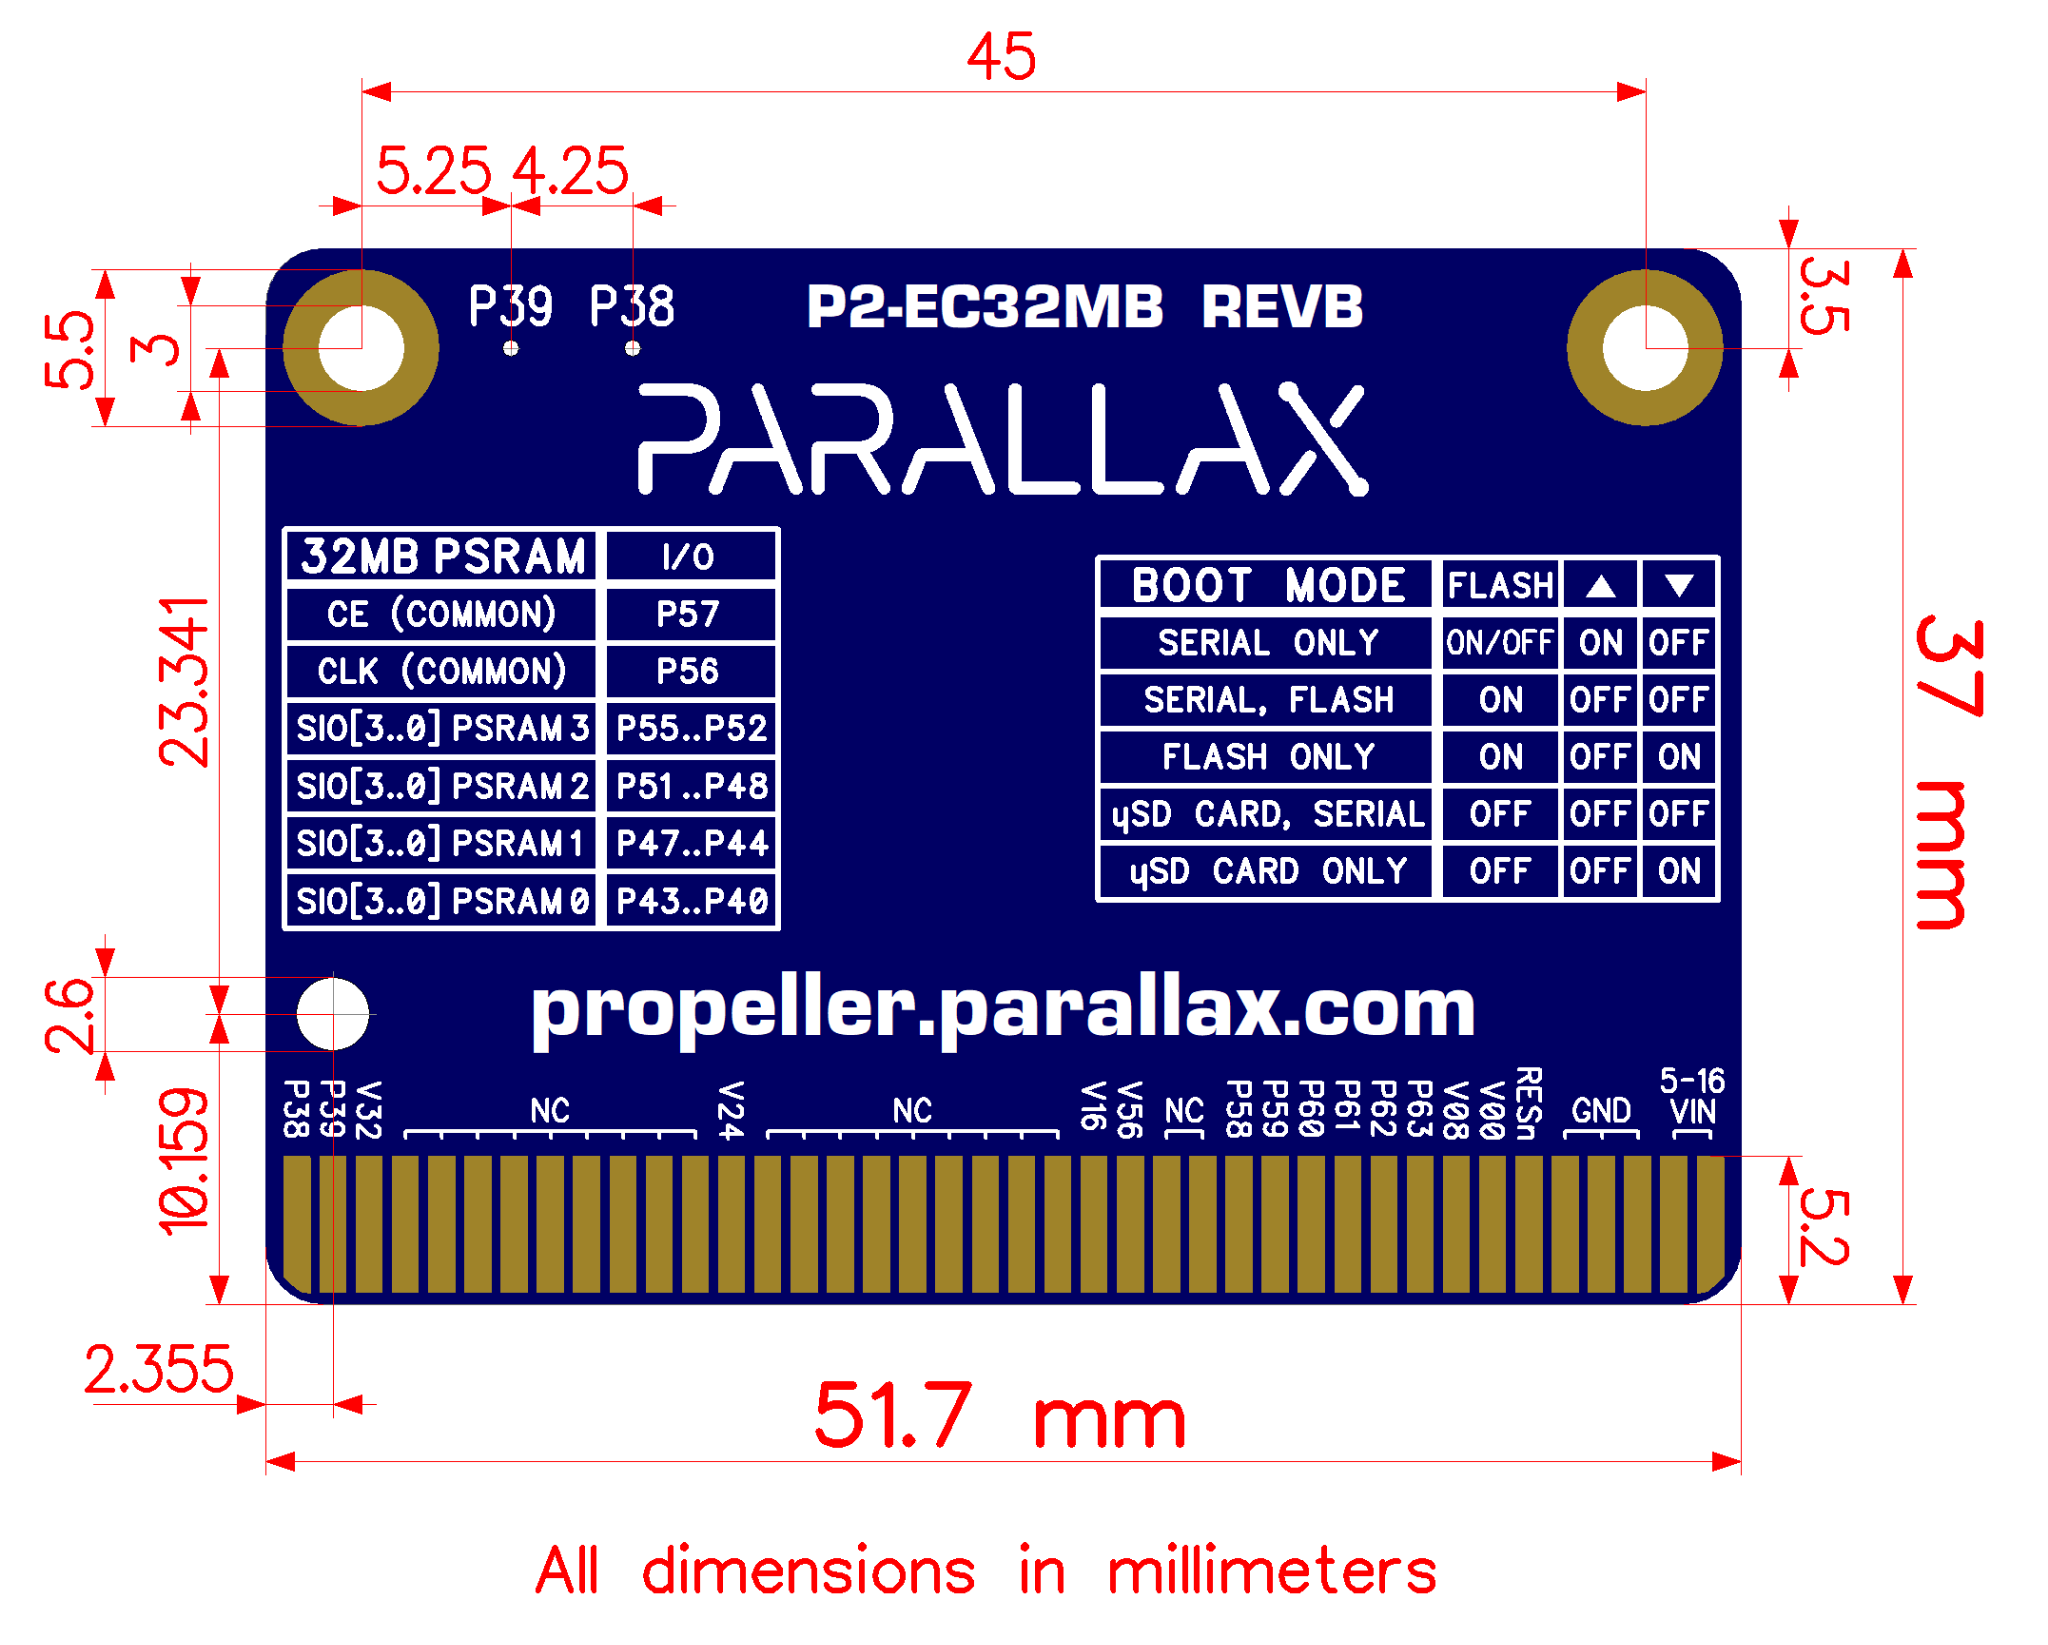 45
5.25 4.25
P39 P38 P2-EC32MB REVB
3.5
5.5
3
PARALLAX
32MB PSRAM I/O
CE (COMMON) P57
CLK (COMMON) P56
SIO[3..0] PSRAM 3 P55..P52
SIO[3..0] PSRAM 2 P51..P48
SIO[3..0] PSRAM 1 P47..P44
SIO[3..0] PSRAM 0 P43..P40
BOOT MODE FLASH ▲ ▼
SERIAL ONLY ON/OFF ON OFF
SERIAL, FLASH ON OFF OFF
FLASH ONLY ON OFF ON
µSD CARD, SERIAL OFF OFF OFF
µSD CARD ONLY OFF OFF ON
23.341
37 mm
2.6
propeller.parallax.com
10.159
P38 P39 V32 NC V24 NC V16 V56 NC P58 P59 P60 P61 P62 P63 V08 V00 RESn GND 5-16 VIN
5.2
2.355
51.7 mm
All dimensions in millimeters